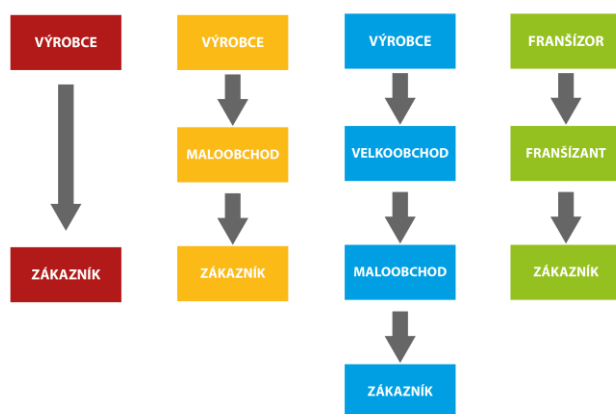 VÝROBCE
ZÁKAZNÍK
VÝROBCE
MALOOBCHOD
ZÁKAZNÍK
VÝROBCE
VELKOOBCHOD
MALOOBCHOD
ZÁKAZNÍK
FRANŠÍZOR
FRANŠÍZANT
ZÁKAZNÍK